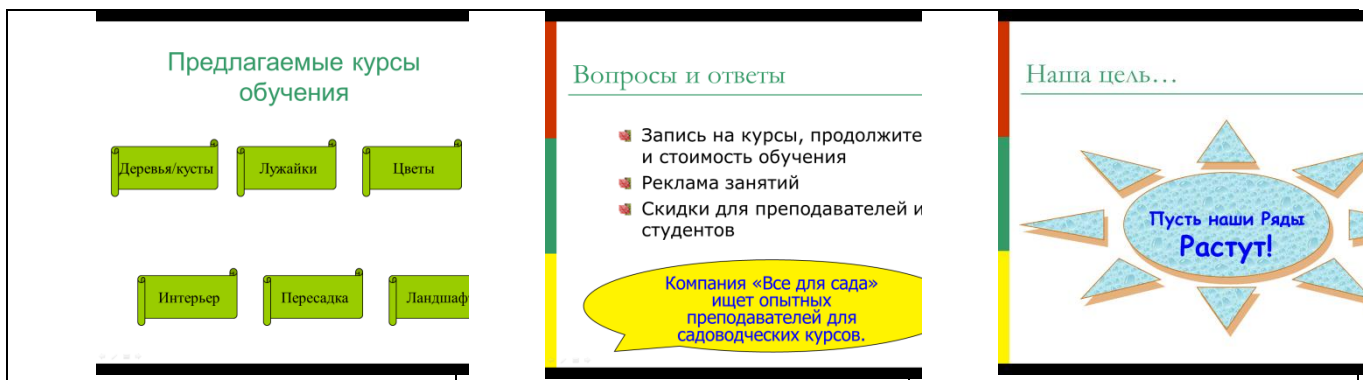 Предлагаемые курсы
обучения
Деревья/кусты
Лужайки
Цветы
Интерьер
Пересадка
Ландшаф
Вопросы и ответы
Запись на курсы, продолжите
и стоимость обучения
Реклама занятий
Скидки для преподавателей и
студентов
Компания «Все для сада»
ищет опытных
преподавателей для
садоводческих курсов.
Наша цель…
Пусть наши Ряды
Растут!